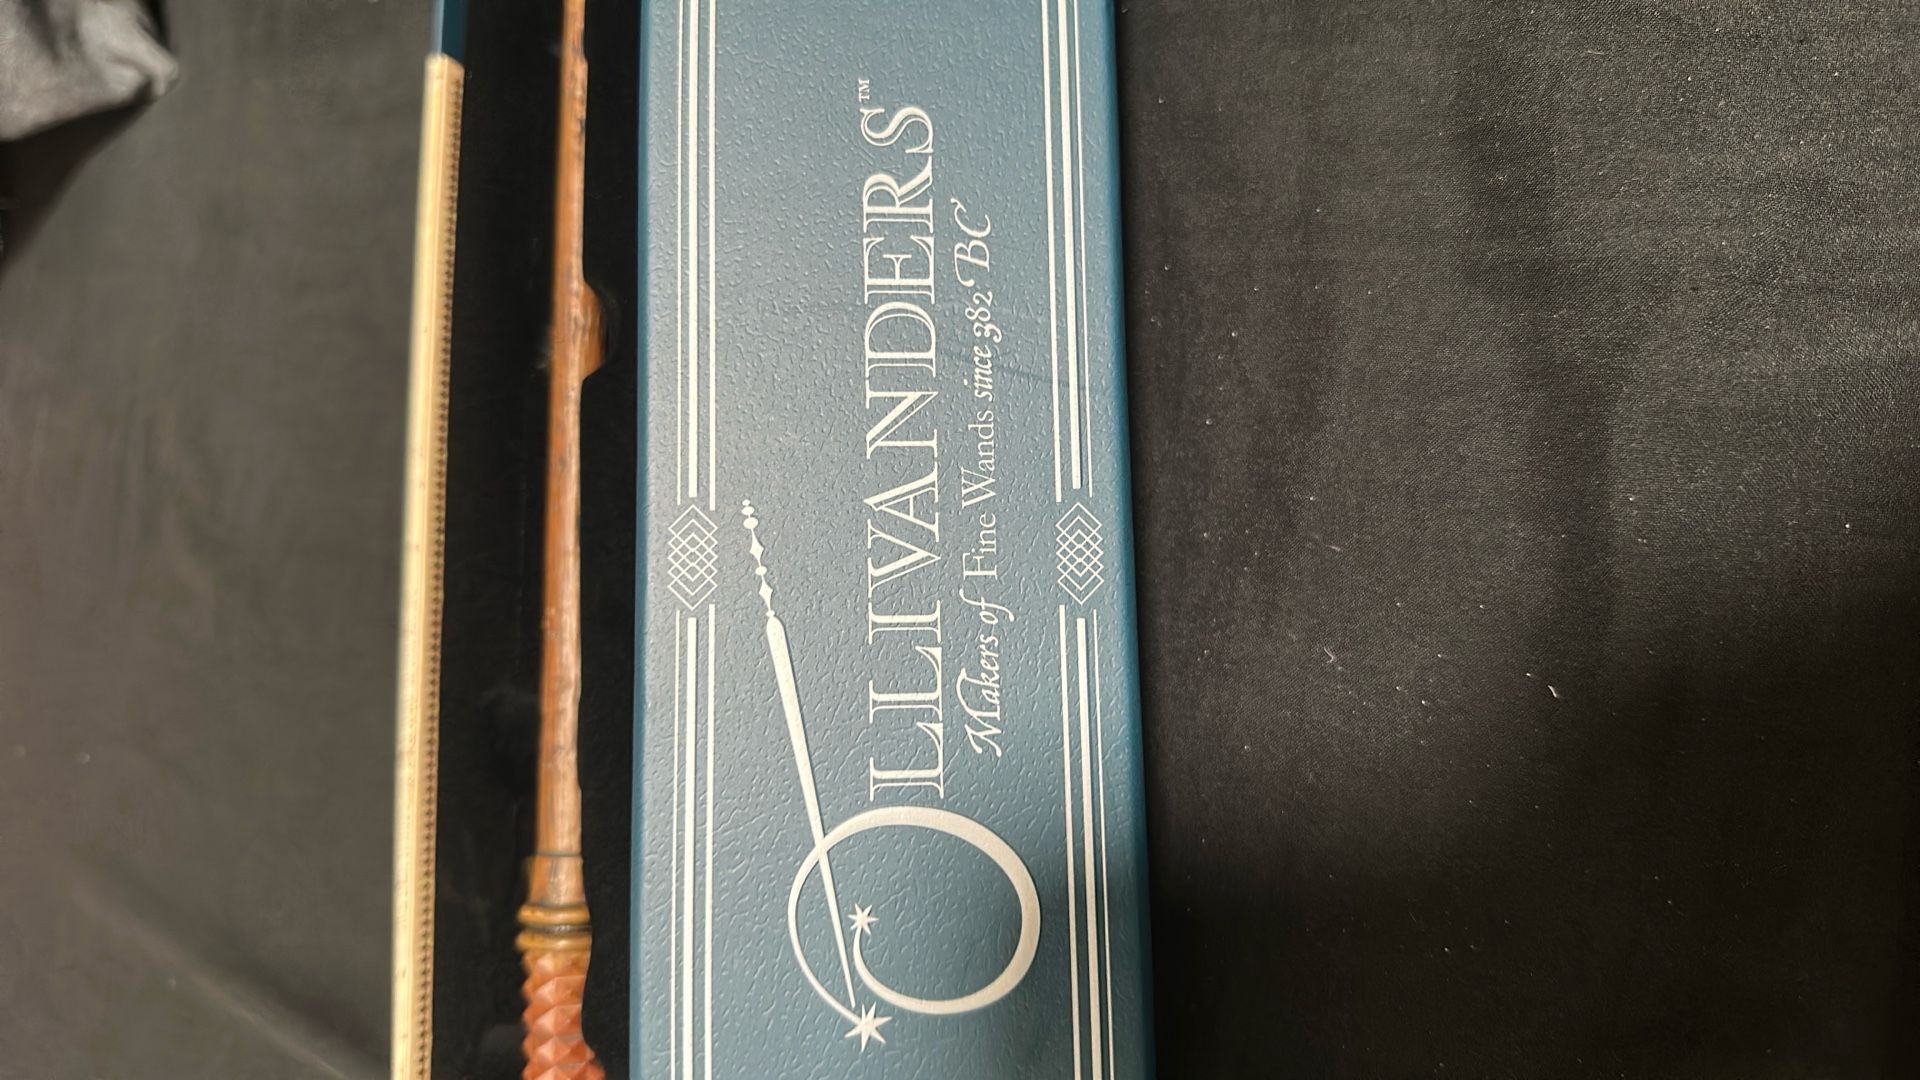 OLLIVANDERS™
Makers of Fine Wands since 382 BC